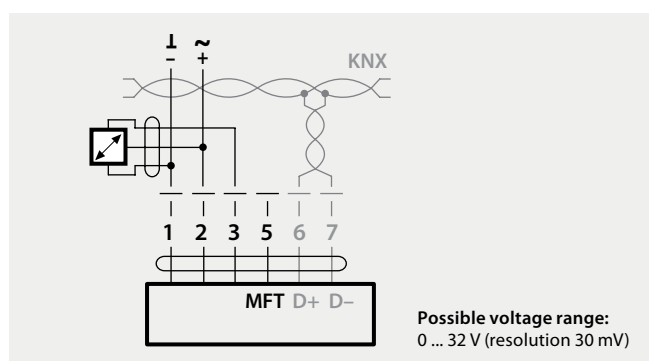 ⊥ ~
– +
KNX
1 2 3 5 6 7
MFT D+ D–
Possible voltage range:
0 ... 32 V (resolution 30 mV)